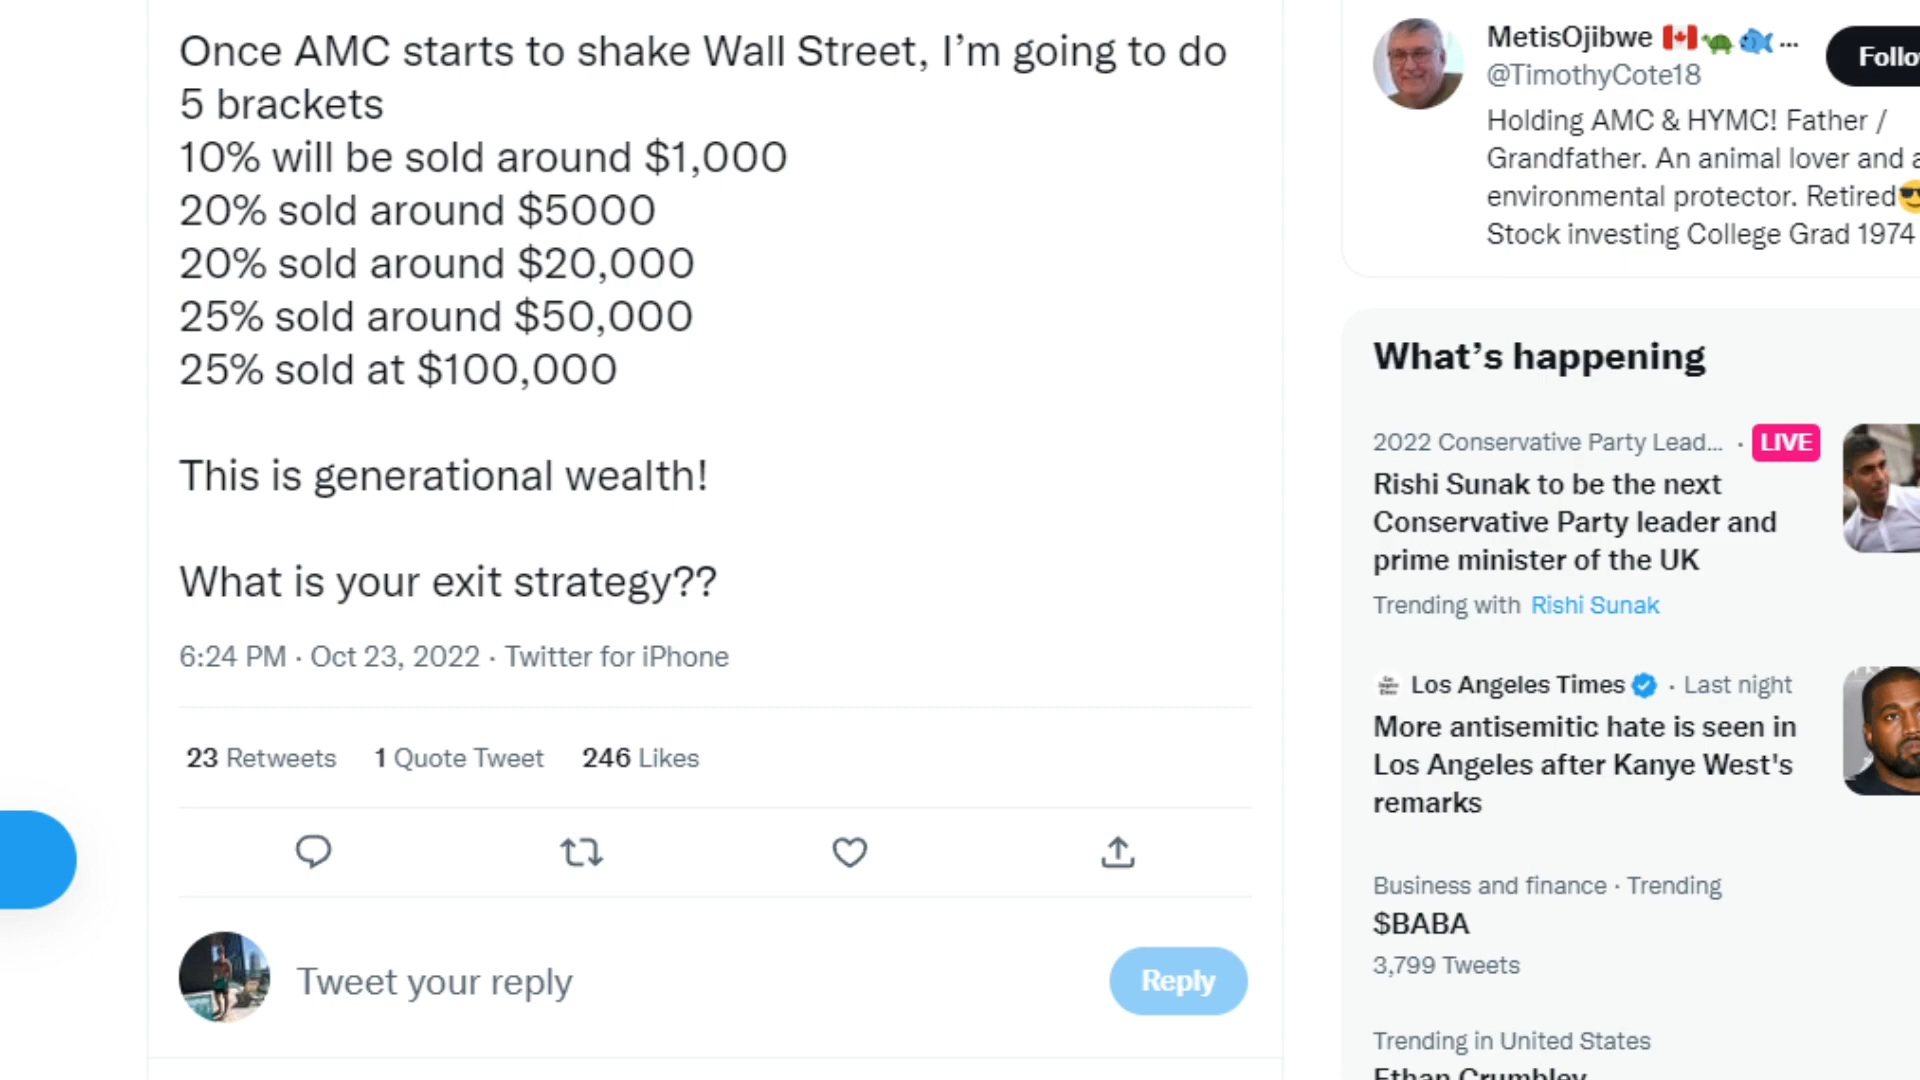 Once AMC starts to shake Wall Street, I’m going to do
5 brackets
10% will be sold around $1,000
20% sold around $5000
20% sold around $20,000
25% sold around $50,000
25% sold at $100,000
This is generational wealth!
What is your exit strategy??
6:24 PM · Oct 23, 2022 · Twitter for iPhone
23 Retweets 1 Quote Tweet 246 Likes
Tweet your reply
Reply
MetisOjibwe 🇨🇦🐢🐟...
@TimothyCote18
Follo
Holding AMC & HYMC! Father /
Grandfather. An animal lover and a
environmental protector. Retired😎
Stock investing College Grad 1974
What’s happening
2022 Conservative Party Lead... · LIVE
Rishi Sunak to be the next
Conservative Party leader and
prime minister of the UK
Trending with Rishi Sunak
Los Angeles Times · Last night
More antisemitic hate is seen in
Los Angeles after Kanye West's
remarks
Business and finance · Trending
$BABA
3,799 Tweets
Trending in United States
Ethan Crumbley